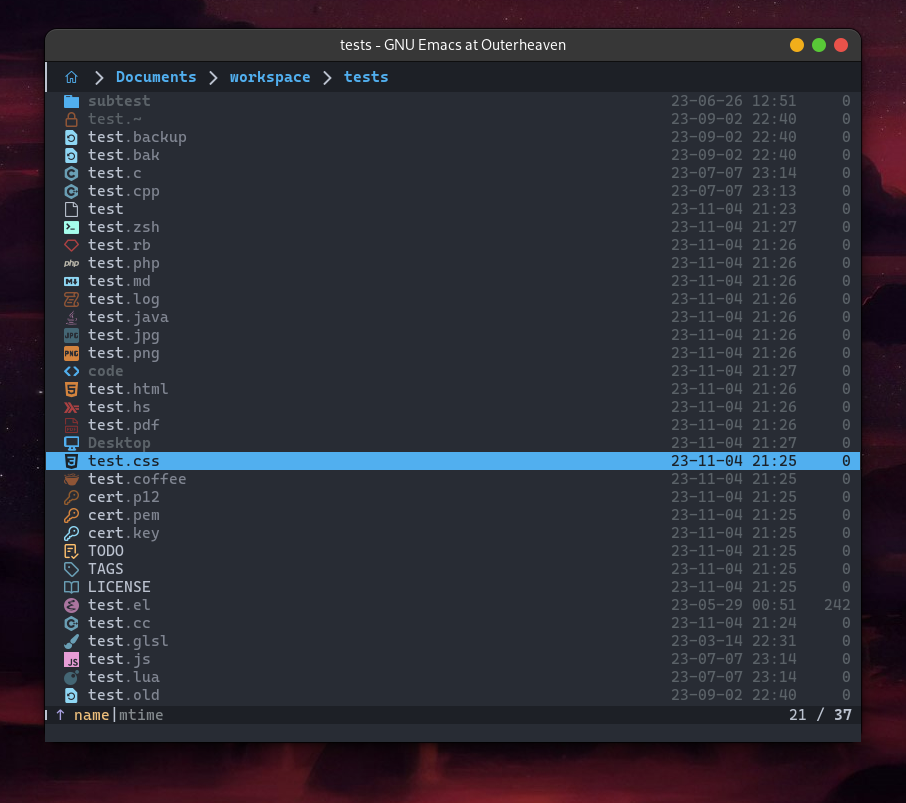 tests - GNU Emacs at Outerheaven
Documents workspace tests
subtest 23-06-26 12:51 0
test.~ 23-09-02 22:40 0
test.backup 23-09-02 22:40 0
test.bak 23-09-02 22:40 0
test.c 23-07-07 23:14 0
test.cpp 23-07-07 23:13 0
test 23-11-04 21:23 0
test.zsh 23-11-04 21:27 0
test.rb 23-11-04 21:26 0
php test.php 23-11-04 21:26 0
test.md 23-11-04 21:26 0
test.log 23-11-04 21:26 0
test.java 23-11-04 21:26 0
JPG test.jpg 23-11-04 21:26 0
PNG test.png 23-11-04 21:26 0
code 23-11-04 21:27 0
5 test.html 23-11-04 21:26 0
test.hs 23-11-04 21:26 0
test.pdf 23-11-04 21:26 0
Desktop 23-11-04 21:27 0
3 test.css 23-11-04 21:25 0
test.coffee 23-11-04 21:25 0
cert.p12 23-11-04 21:25 0
cert.pem 23-11-04 21:25 0
cert.key 23-11-04 21:25 0
TODO 23-11-04 21:25 0
TAGS 23-11-04 21:25 0
LICENSE 23-11-04 21:25 0
test.el 23-05-29 00:51 242
test.cc 23-11-04 21:24 0
test.glsl 23-03-14 22:31 0
JS test.js 23-07-07 23:14 0
test.lua 23-07-07 23:14 0
test.old 23-09-02 22:40 0
↑ name|mtime 21 / 37